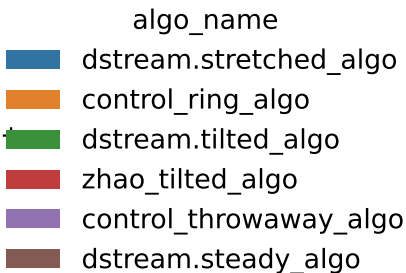 algo_name
dstream.stretched_algo
control_ring_algo
dstream.tilted_algo
zhao_tilted_algo
control_throwaway_algo
dstream.steady_algo